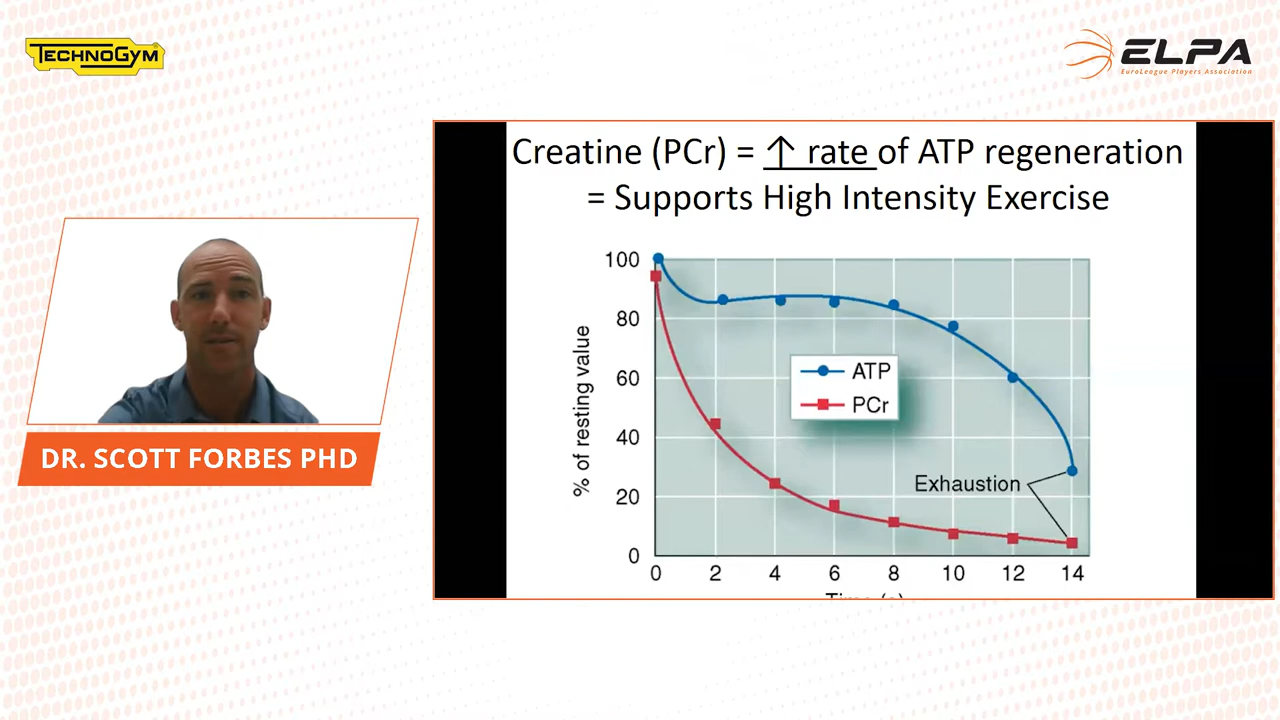 TECHNOGYM
ELPA
EuroLeague Players Association
Creatine (PCr) = ↑ rate of ATP regeneration
= Supports High Intensity Exercise
% of resting value
100
80
60
40
20
0
ATP
PCr
Exhaustion
0 2 4 6 8 10 12 14
Time (s)
DR. SCOTT FORBES PHD